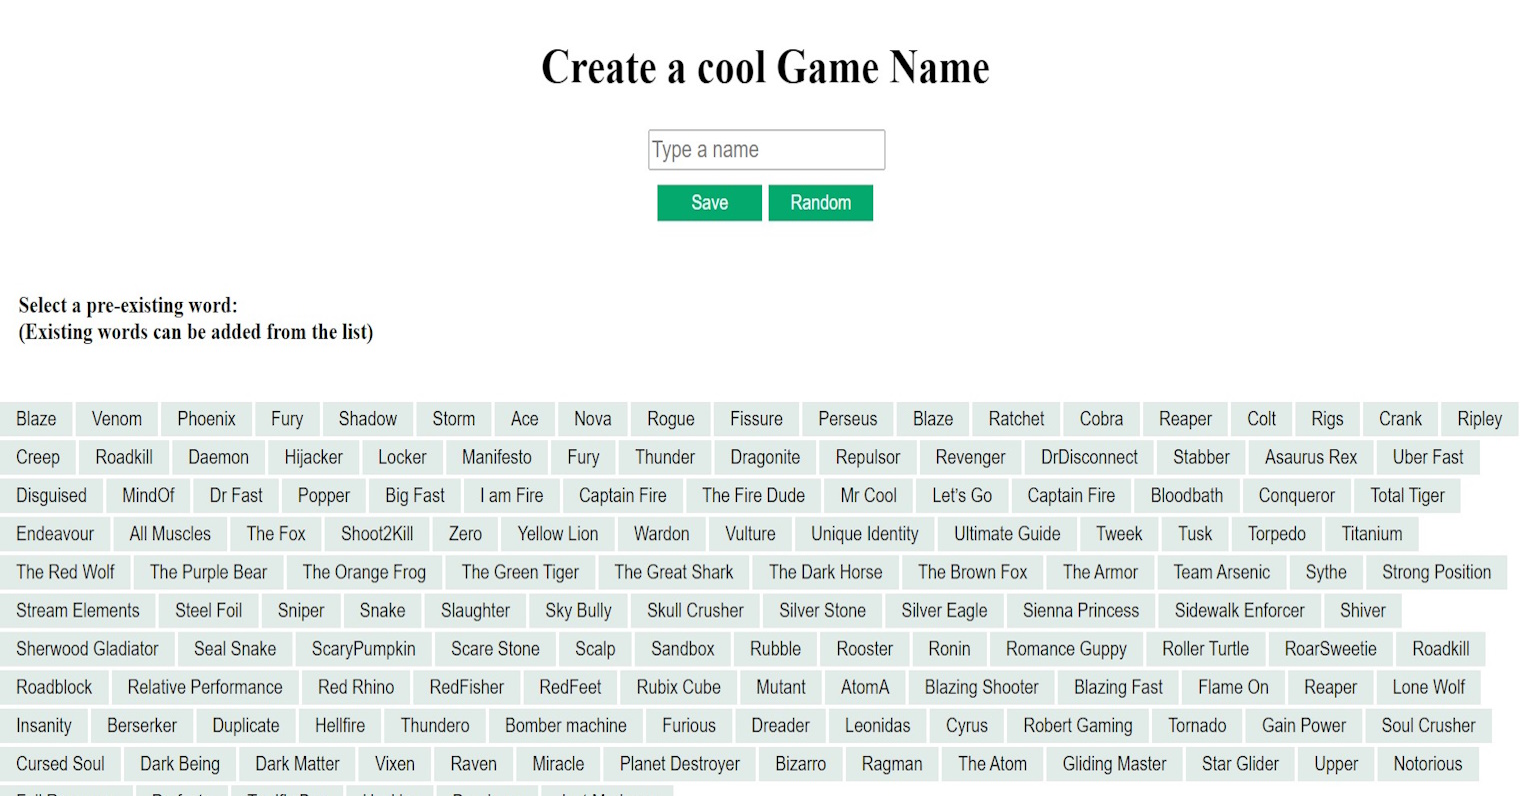 Create a cool Game Name
Type a name
Save Random
Select a pre-existing word:
(Existing words can be added from the list)
Blaze Venom Phoenix Fury Shadow Storm Ace Nova Rogue Fissure Perseus Blaze Ratchet Cobra Reaper Colt Rigs Crank Ripley
Creep Roadkill Daemon Hijacker Locker Manifesto Fury Thunder Dragonite Repulsor Revenger DrDisconnect Stabber Asaurus Rex Uber Fast
Disguised MindOf Dr Fast Popper Big Fast I am Fire Captain Fire The Fire Dude Mr Cool Let's Go Captain Fire Bloodbath Conqueror Total Tiger
Endeavour All Muscles The Fox Shoot2Kill Zero Yellow Lion Wardon Vulture Unique Identity Ultimate Guide Tweek Tusk Torpedo Titanium
The Red Wolf The Purple Bear The Orange Frog The Green Tiger The Great Shark The Dark Horse The Brown Fox The Armor Team Arsenic Sythe Strong Position
Stream Elements Steel Foil Sniper Snake Slaughter Sky Bully Skull Crusher Silver Stone Silver Eagle Sienna Princess Sidewalk Enforcer Shiver
Sherwood Gladiator Seal Snake ScaryPumpkin Scare Stone Scalp Sandbox Rubble Rooster Ronin Romance Guppy Roller Turtle RoarSweetie Roadkill
Roadblock Relative Performance Red Rhino RedFisher RedFeet Rubix Cube Mutant AtomA Blazing Shooter Blazing Fast Flame On Reaper Lone Wolf
Insanity Berserker Duplicate Hellfire Thundero Bomber machine Furious Dreader Leonidas Cyrus Robert Gaming Tornado Gain Power Soul Crusher
Cursed Soul Dark Being Dark Matter Vixen Raven Miracle Planet Destroyer Bizarro Ragman The Atom Gliding Master Star Glider Upper Notorious